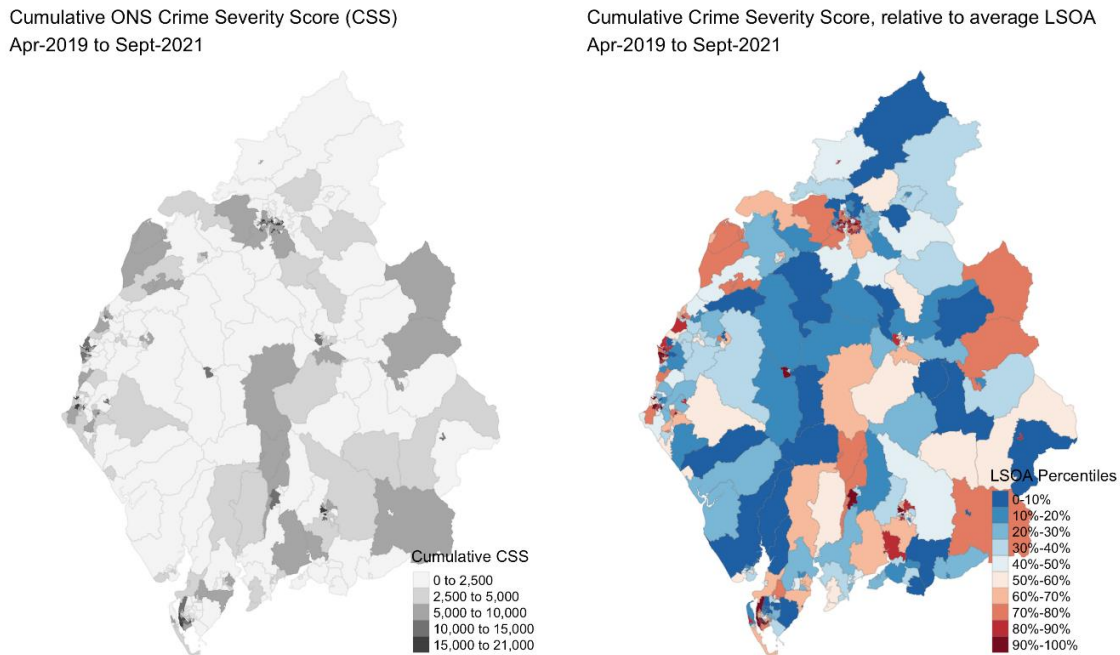 Cumulative ONS Crime Severity Score (CSS)
Apr-2019 to Sept-2021
Cumulative CSS
0 to 2,500
2,500 to 5,000
5,000 to 10,000
10,000 to 15,000
15,000 to 21,000
Cumulative Crime Severity Score, relative to average LSOA
Apr-2019 to Sept-2021
LSOA Percentiles
0-10%
10%-20%
20%-30%
30%-40%
40%-50%
50%-60%
60%-70%
70%-80%
80%-90%
90%-100%